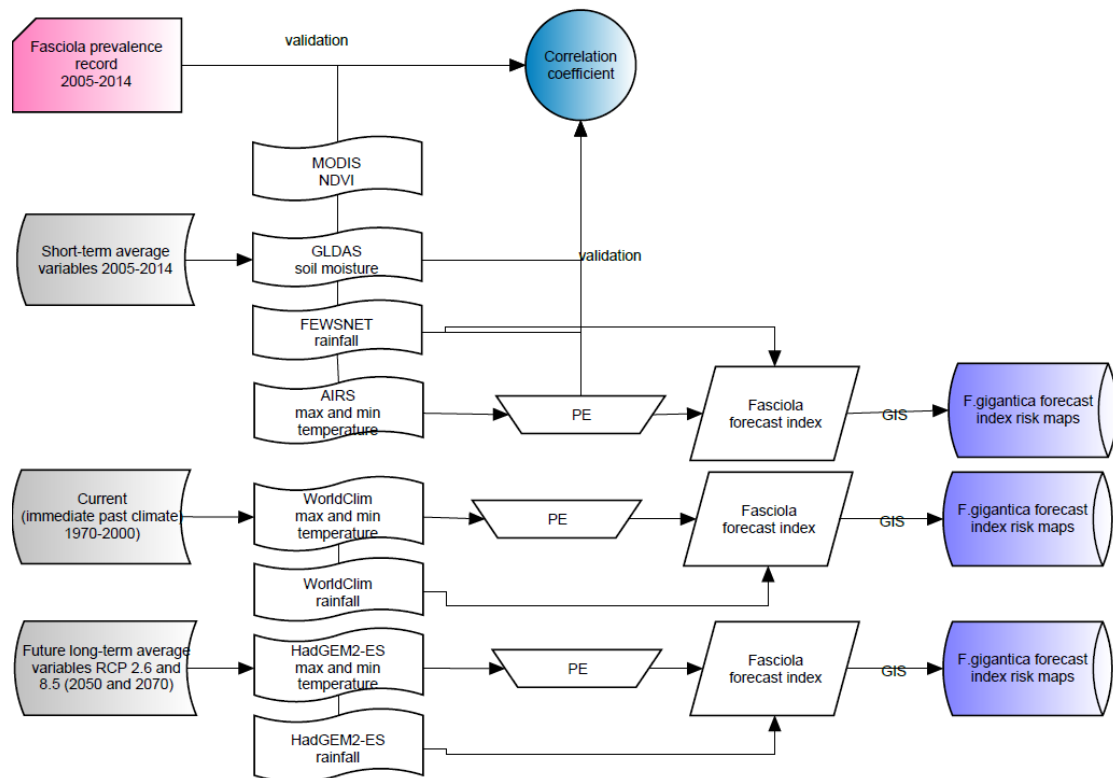 Fasciola prevalence
record
2005-2014
validation
Correlation
coefficient
MODIS
NDVI
Short-term average
variables 2005-2014
GLDAS
soil moisture
validation
FEWSNET
rainfall
AIRS
max and min
temperature
PE
Fasciola
forecast index
GIS
F.gigantica forecast
index risk maps
Current
(immediate past climate)
1970-2000)
WorldClim
max and min
temperature
PE
Fasciola
forecast index
GIS
F.gigantica forecast
index risk maps
WorldClim
rainfall
Future long-term average
variables RCP 2.6 and
8.5 (2050 and 2070)
HadGEM2-ES
max and min
temperature
PE
Fasciola
forecast index
GIS
F.gigantica forecast
index risk maps
HadGEM2-ES
rainfall